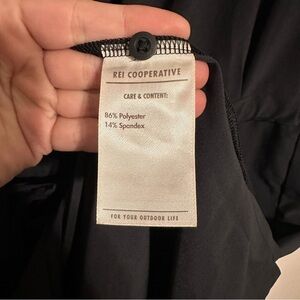 REI COOPERATIVE
CARE & CONTENT:
86% Polyester
14% Spandex
FOR YOUR OUTDOOR LIFE